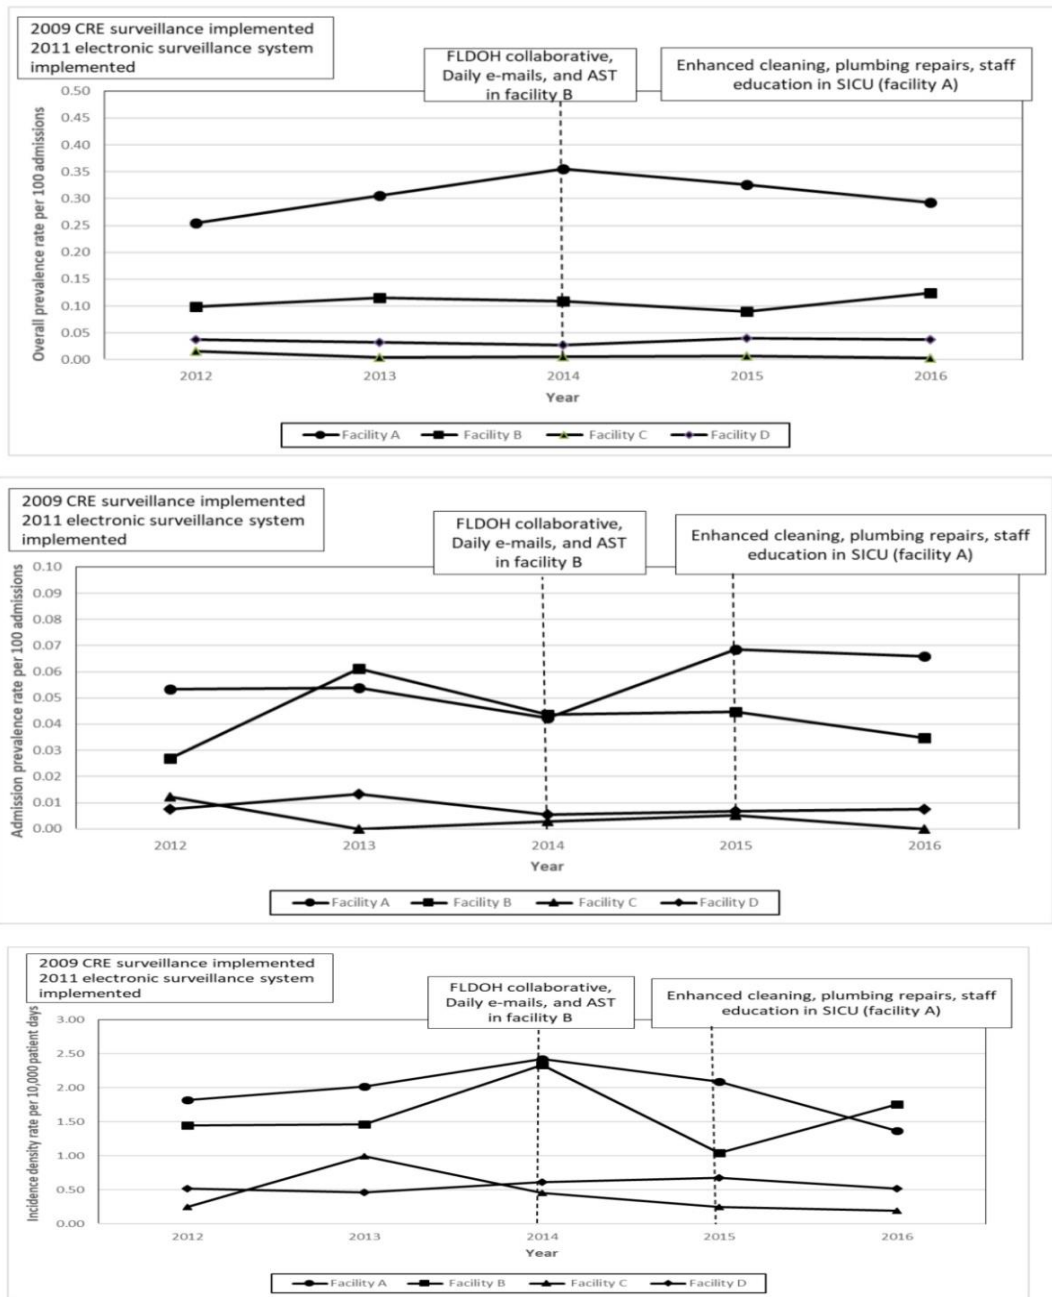 2009 CRE surveillance implemented
2011 electronic surveillance system
implemented
FLDOH collaborative,
Daily e-mails, and AST
in facility B
Enhanced cleaning, plumbing repairs, staff
education in SICU (facility A)
Overall prevalence rate per 100 admissions
0.50
0.45
0.40
0.35
0.30
0.25
0.20
0.15
0.10
0.05
0.00
2012 2013 2014 2015 2016
Year
Facility A Facility B Facility C Facility D
2009 CRE surveillance implemented
2011 electronic surveillance system
implemented
FLDOH collaborative,
Daily e-mails, and AST
in facility B
Enhanced cleaning, plumbing repairs, staff
education in SICU (facility A)
Admission prevalence rate per 100 admissions
0.10
0.09
0.08
0.07
0.06
0.05
0.04
0.03
0.02
0.01
0.00
2012 2013 2014 2015 2016
Year
Facility A Facility B Facility C Facility D
2009 CRE surveillance implemented
2011 electronic surveillance system
implemented
FLDOH collaborative,
Daily e-mails, and AST
in facility B
Enhanced cleaning, plumbing repairs, staff
education in SICU (facility A)
Incidence density rate per 10,000 patient days
3.00
2.50
2.00
1.50
1.00
0.50
0.00
2012 2013 2014 2015 2016
Year
Facility A Facility B Facility C Facility D